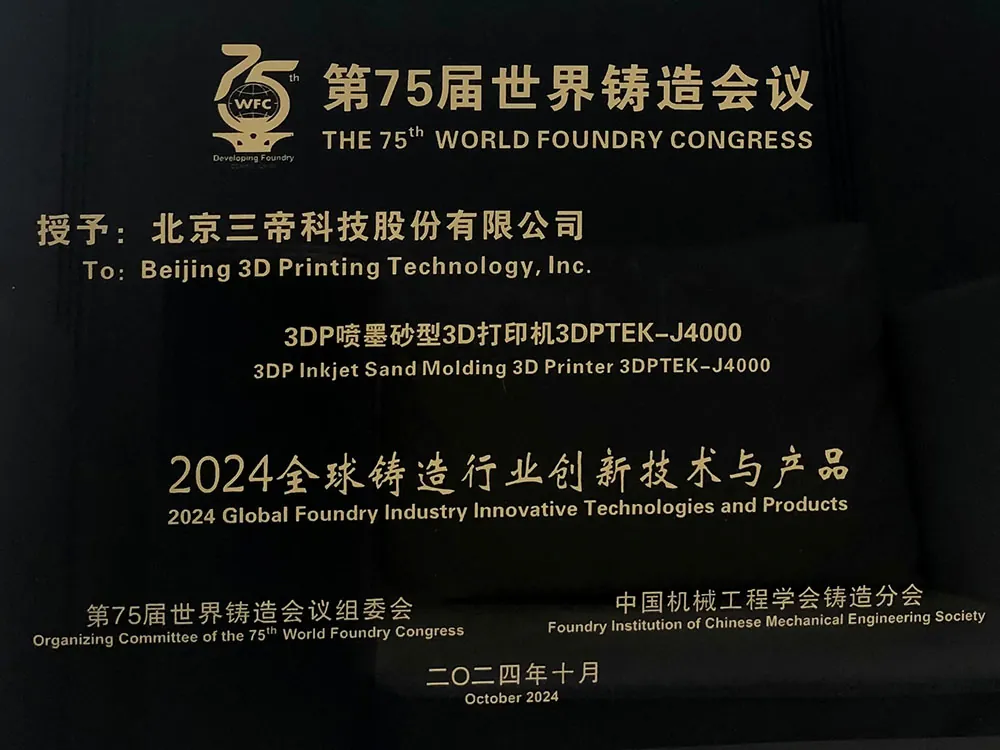 75th
WFC
Developing Foundry
第75届世界铸造会议
THE 75th WORLD FOUNDRY CONGRESS
授予：北京三帝科技股份有限公司
To: Beijing 3D Printing Technology, Inc.
3DP喷墨砂型3D打印机3DPTEK-J4000
3DP Inkjet Sand Molding 3D Printer 3DPTEK-J4000
2024全球铸造行业创新技术与产品
2024 Global Foundry Industry Innovative Technologies and Products
第75届世界铸造会议组委会
Organizing Committee of the 75th World Foundry Congress
中国机械工程学会铸造分会
Foundry Institution of Chinese Mechanical Engineering Society
二〇二四年十月
October 2024